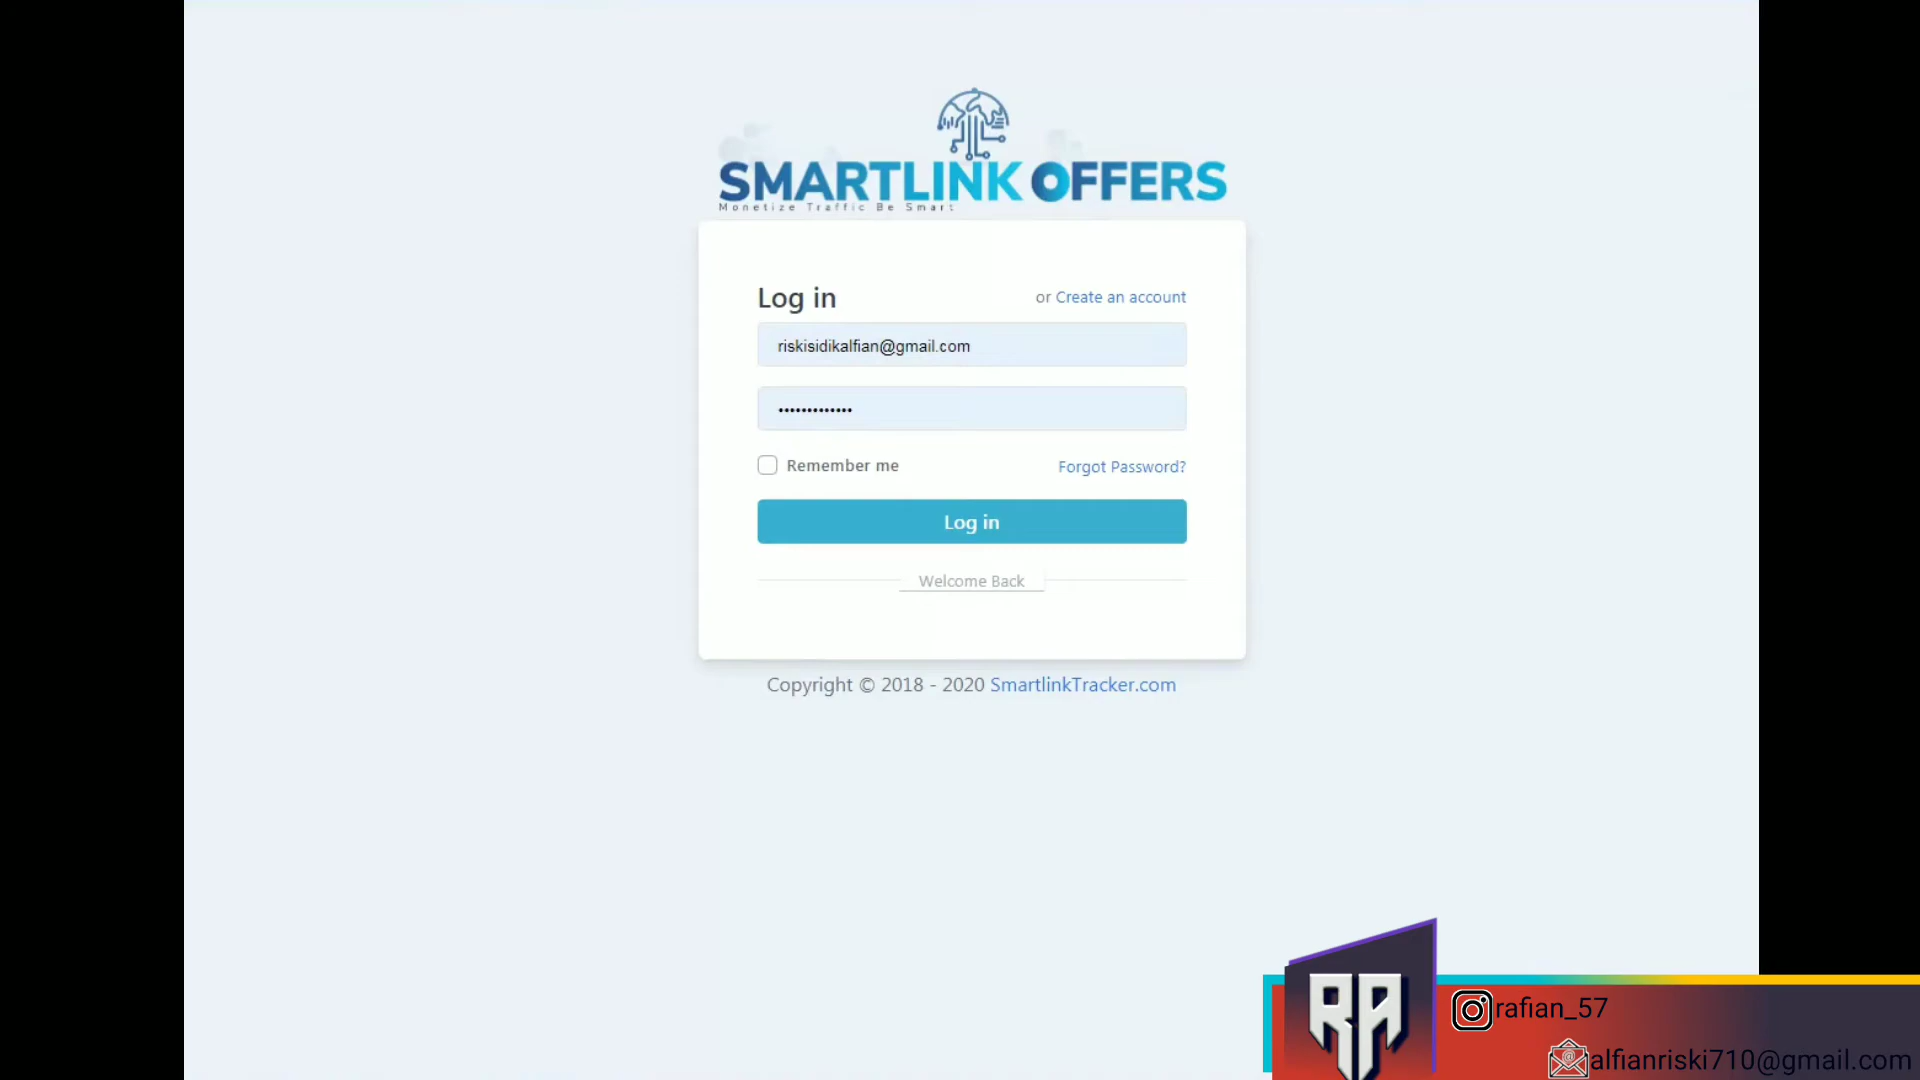 SMARTLINK OFFERS
Monetize Traffic Be Smart
Log in
or Create an account
riskisidikalfian@gmail.com
•••••••••••••
Remember me
Forgot Password?
Log in
Welcome Back
Copyright © 2018 - 2020 SmartlinkTracker.com
RA
rafian_57
alfianriski710@gmail.com